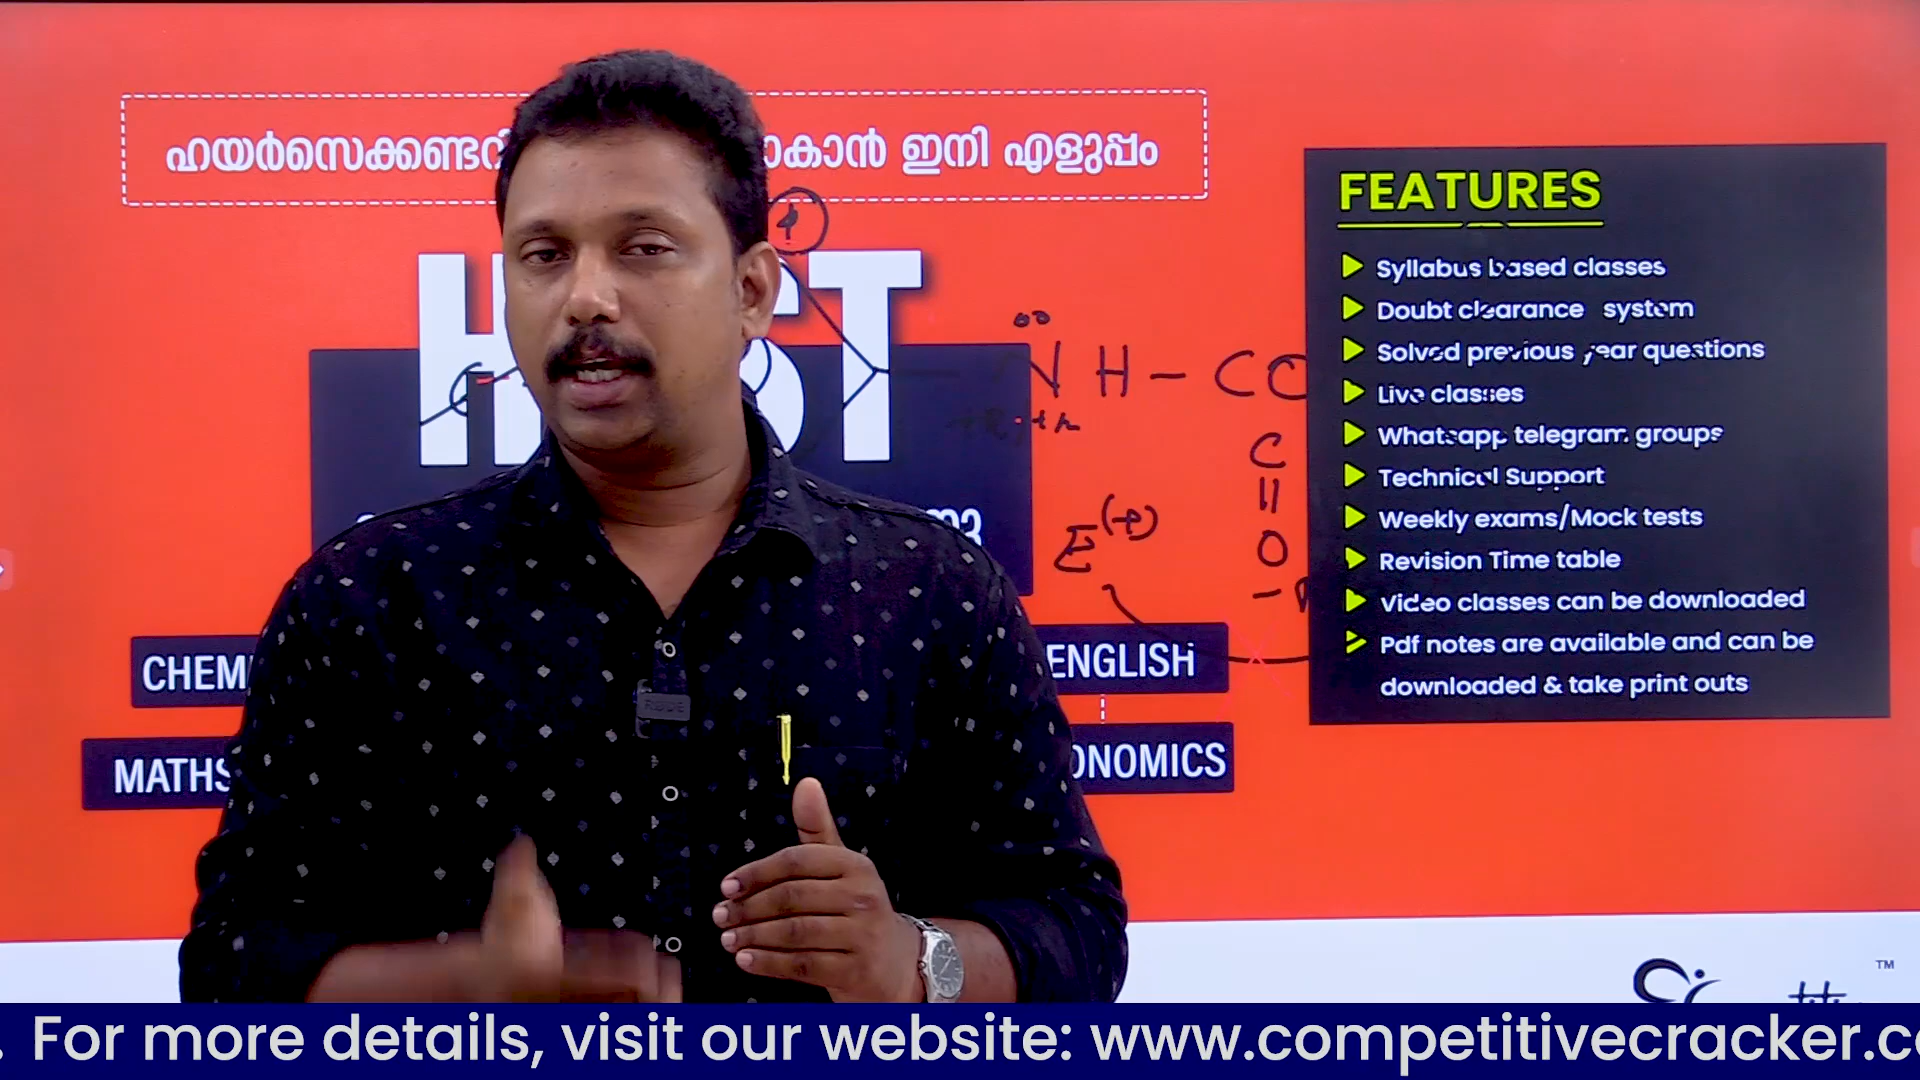 ഹയർസെക്കണ്ടറി കാൻ ഇനി എളുപ്പം
FEATURES
Syllabus based classes
Doubt clearance system
Solved previous year questions
Live classes
Whatsapp telegram groups
Technical Support
Weekly exams/Mock tests
Revision Time table
Video classes can be downloaded
Pdf notes are available and can be
downloaded & take print outs
H ST
N H - CO
C
O
E (+)
CHEM
ENGLISH
MATHS
ONOMICS
RØDE
TM
. For more details, visit our website: www.competitivecracker.c